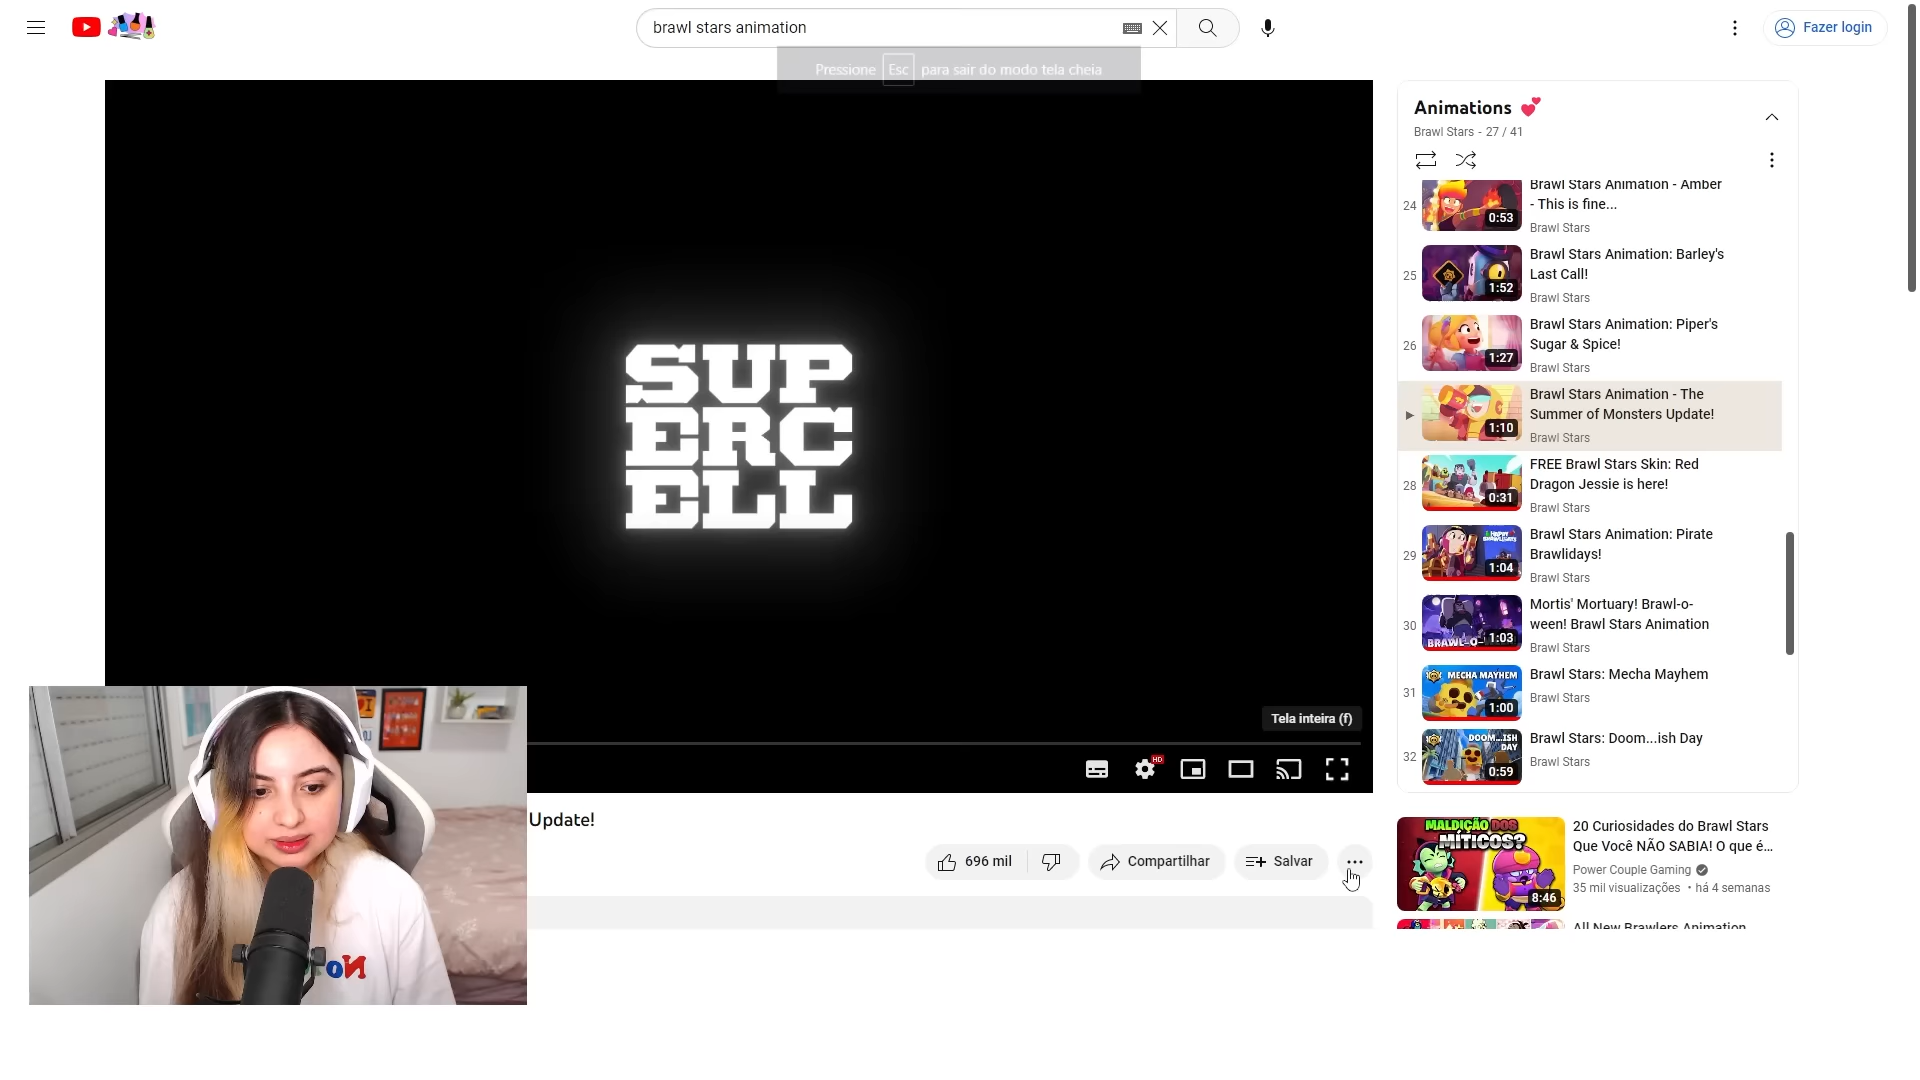 brawl stars animation
Fazer login
Pressione Esc para sair do modo tela cheia
SUP
ERC
ELL
Tela inteira (f)
HD
Update!
696 mil
Compartilhar
Salvar
Animations
Brawl Stars - 27 / 41
24
0:53
Brawl Stars Animation - Amber
- This is fine...
Brawl Stars
25
1:52
Brawl Stars Animation: Barley's
Last Call!
Brawl Stars
26
1:27
Brawl Stars Animation: Piper's
Sugar & Spice!
Brawl Stars
1:10
Brawl Stars Animation - The
Summer of Monsters Update!
Brawl Stars
28
0:31
FREE Brawl Stars Skin: Red
Dragon Jessie is here!
Brawl Stars
29
1:04
Brawl Stars Animation: Pirate
Brawlidays!
Brawl Stars
30
BRAWL-O-
1:03
Mortis' Mortuary! Brawl-o-
ween! Brawl Stars Animation
Brawl Stars
31
MECHA MAYHEM
1:00
Brawl Stars: Mecha Mayhem
Brawl Stars
32
DOOM...ISH
DAY
0:59
Brawl Stars: Doom...ish Day
Brawl Stars
MALDIÇÃO DOS
MÍTICOS?
8:46
20 Curiosidades do Brawl Stars
Que Você NÃO SABIA! O que é...
Power Couple Gaming
35 mil visualizações • há 4 semanas
All New Brawlers Animation